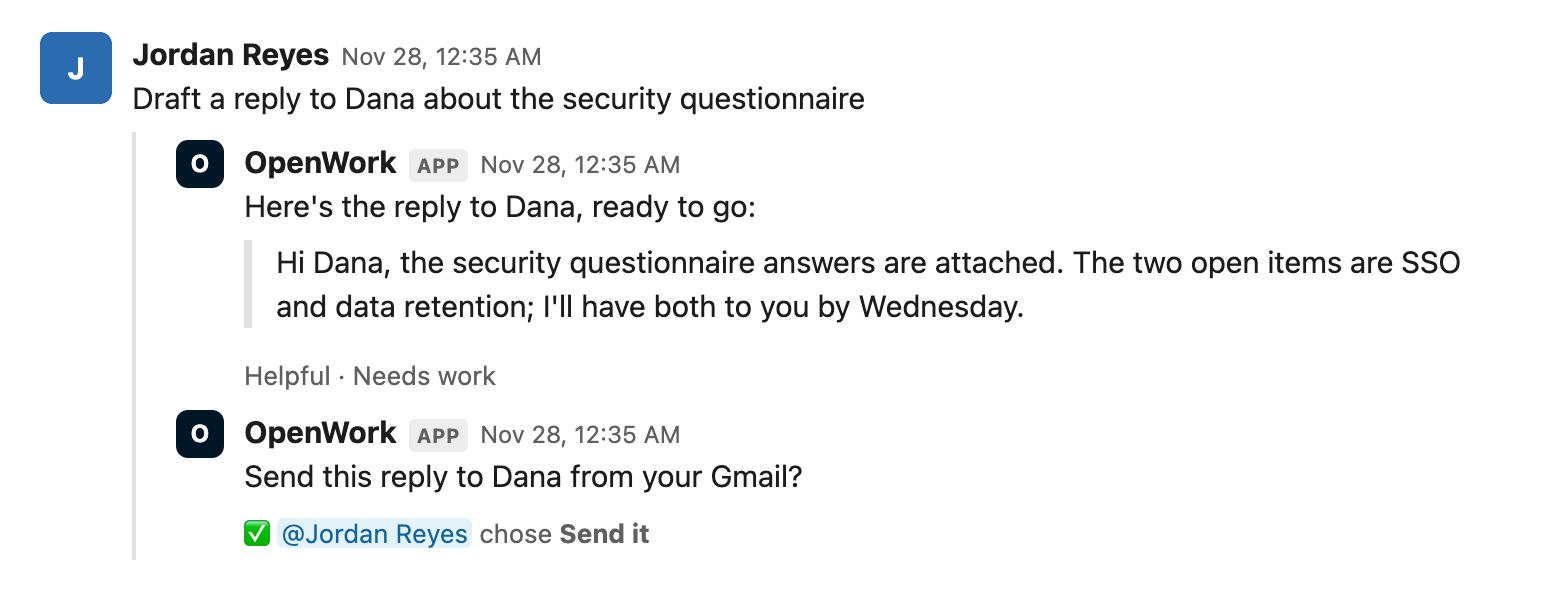 J
Jordan Reyes Nov 28, 12:35 AM
Draft a reply to Dana about the security questionnaire
O
OpenWork APP Nov 28, 12:35 AM
Here's the reply to Dana, ready to go:
Hi Dana, the security questionnaire answers are attached. The two open items are SSO
and data retention; I'll have both to you by Wednesday.
Helpful · Needs work
O
OpenWork APP Nov 28, 12:35 AM
Send this reply to Dana from your Gmail?
✅ @Jordan Reyes chose Send it